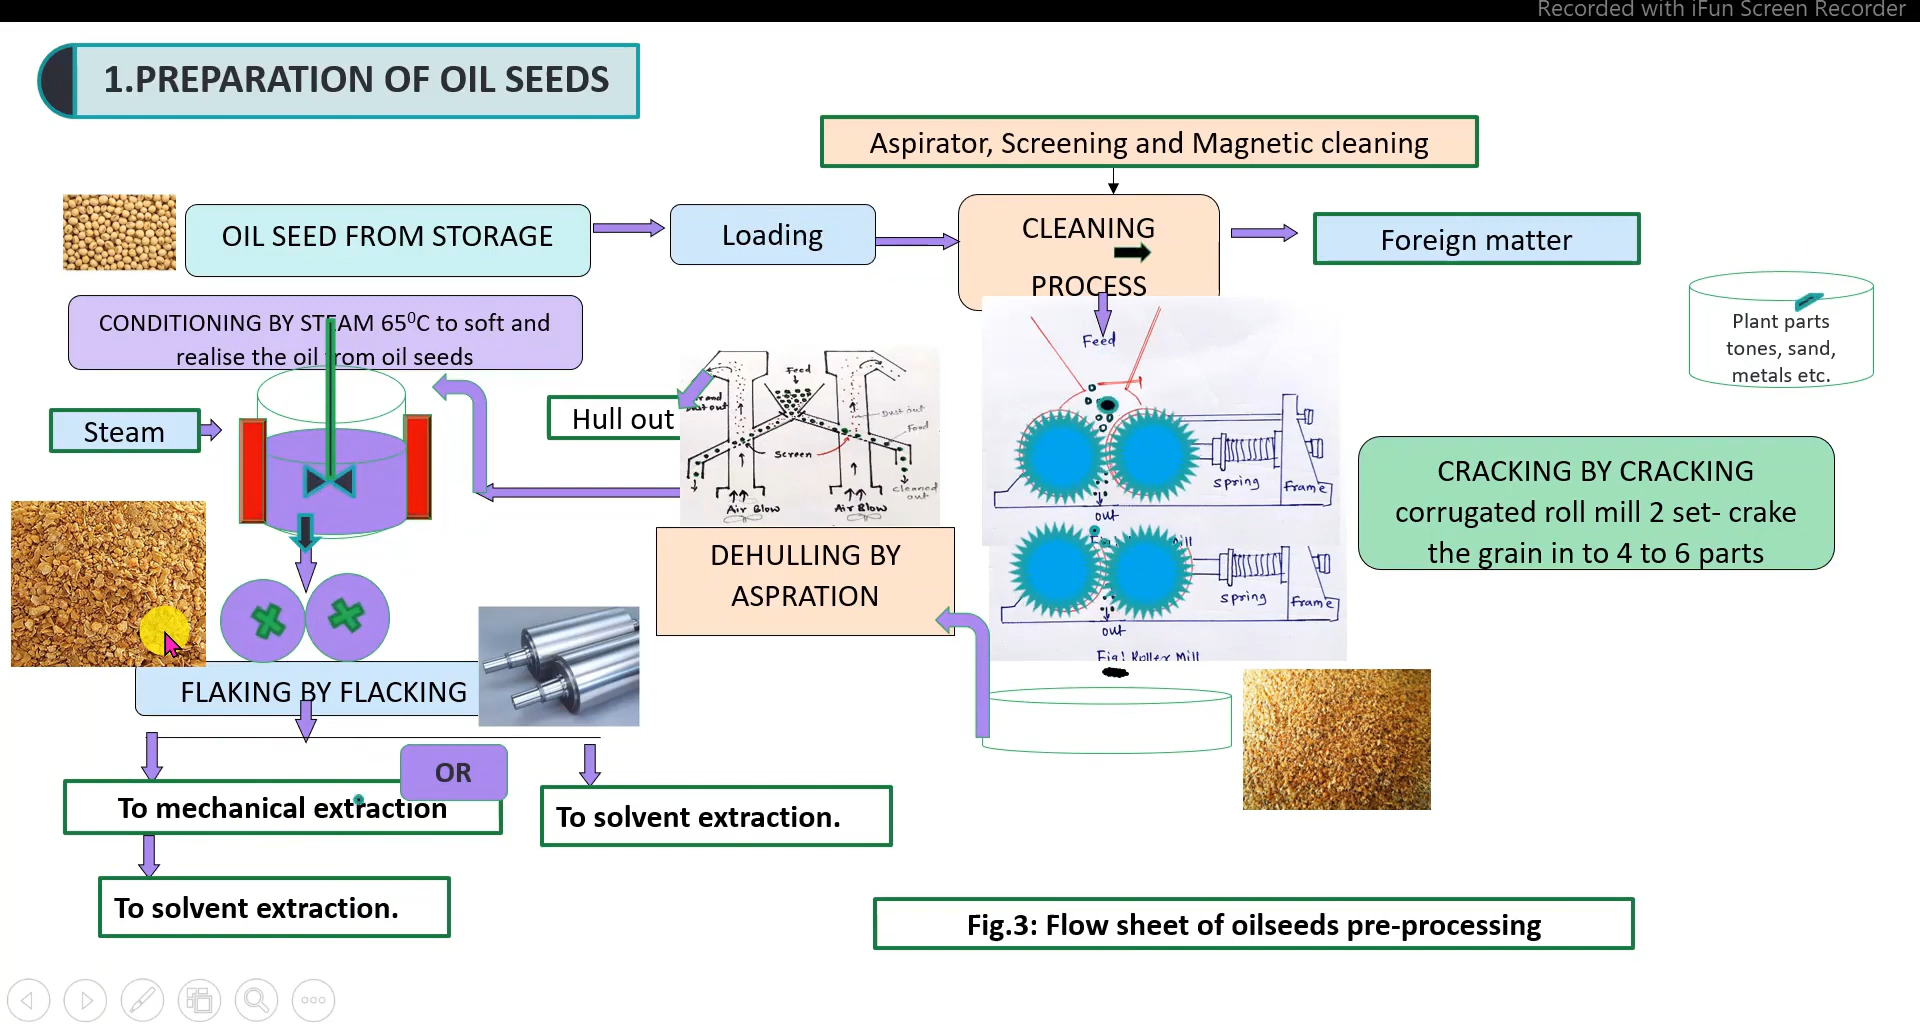 Recorded with iFun Screen Recorder
1.PREPARATION OF OIL SEEDS
Aspirator, Screening and Magnetic cleaning
OIL SEED FROM STORAGE
Loading
CLEANING
PROCESS
Foreign matter
Plant parts
tones, sand,
metals etc.
CONDITIONING BY STEAM 65⁰C to soft and
realise the oil from oil seeds
Steam
Hull out
Feed
Dust out
Food
Screen
cleaned
out
Air Blow
Air Blow
Feed
spring
Frame
out
spring
Frame
out
Fig! Roller Mill
CRACKING BY CRACKING
corrugated roll mill 2 set- crake
the grain in to 4 to 6 parts
DEHULLING BY
ASPRATION
FLAKING BY FLACKING
OR
To mechanical extraction
To solvent extraction.
To solvent extraction.
Fig.3: Flow sheet of oilseeds pre-processing